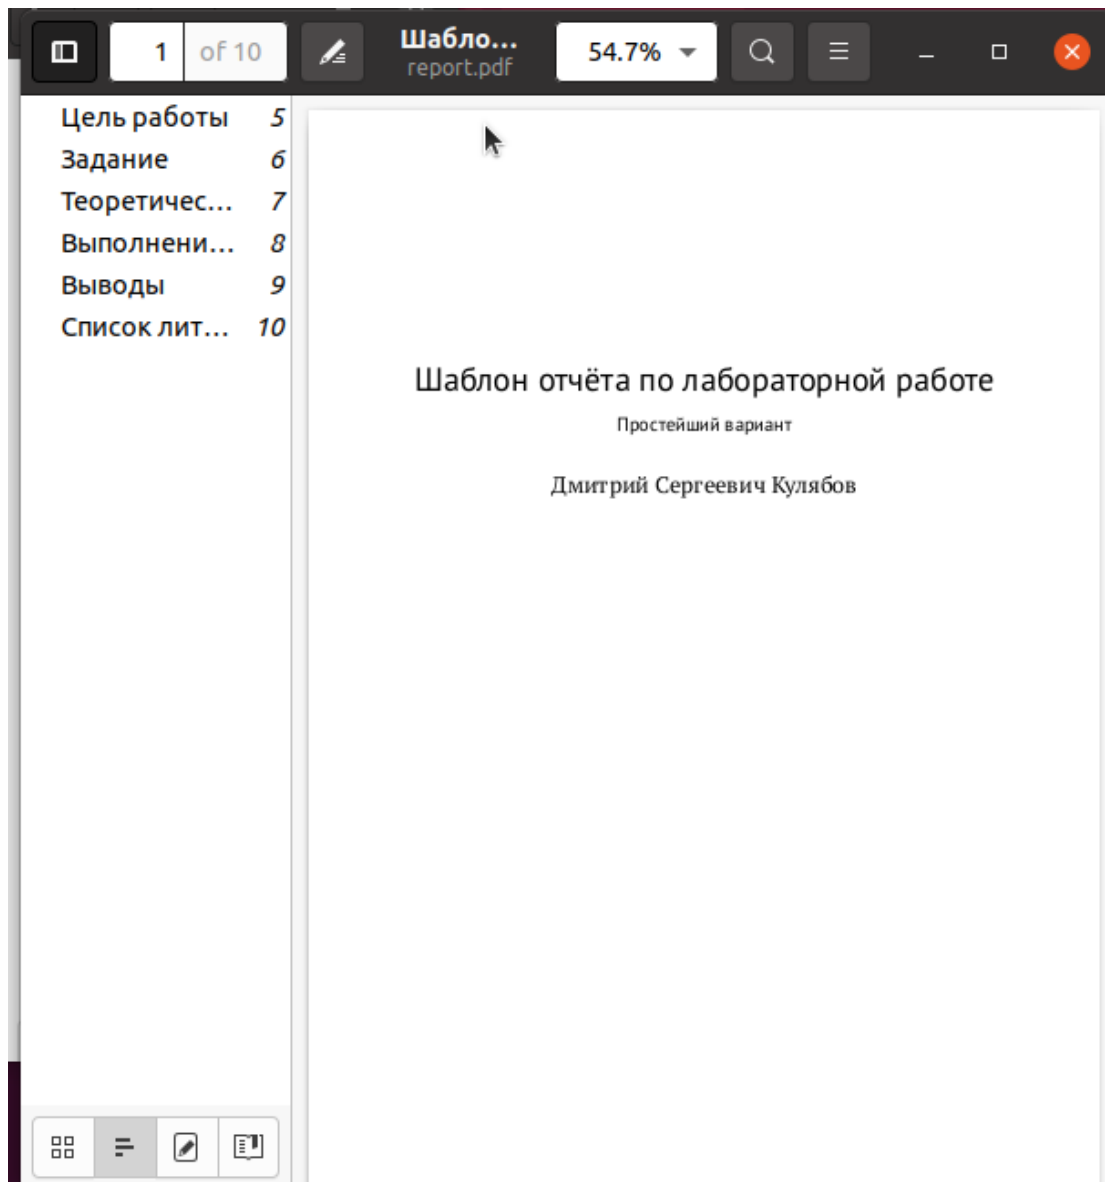 1 of 10 Шабло... 54.7%
report.pdf
Цель работы 5
Задание 6
Теоретичес... 7
Выполнени... 8
Выводы 9
Список лит... 10
Шаблон отчёта по лабораторной работе
Простейший вариант
Дмитрий Сергеевич Кулябов